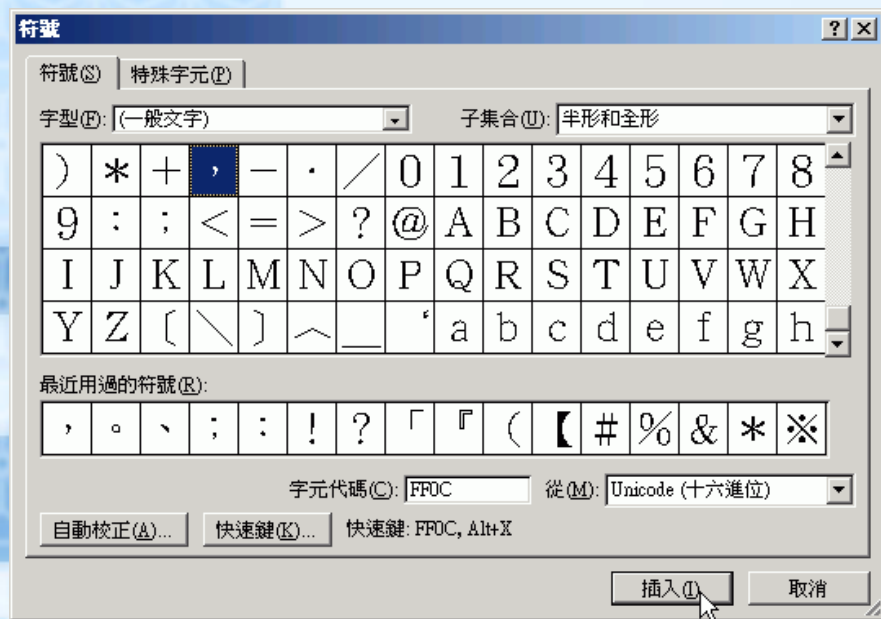 符號
符號(S) 特殊字元(P)
字型(F): (一般文字) 子集合(U): 半形和全形
) * + , － · ／ 0 1 2 3 4 5 6 7 8
9 : ; < = > ? @ A B C D E F G H
I J K L M N O P Q R S T U V W X
Y Z 〔 ＼ 〕 ︿ ＿ ‵ a b c d e f g h
最近用過的符號(R):
， 。 、 ； ： ！ ？ 「 『 （ 【 # % & * ※
字元代碼(C): FF0C 從(M): Unicode (十六進位)
自動校正(A)... 快速鍵(K)... 快速鍵: FF0C, Alt+X
插入(I) 取消